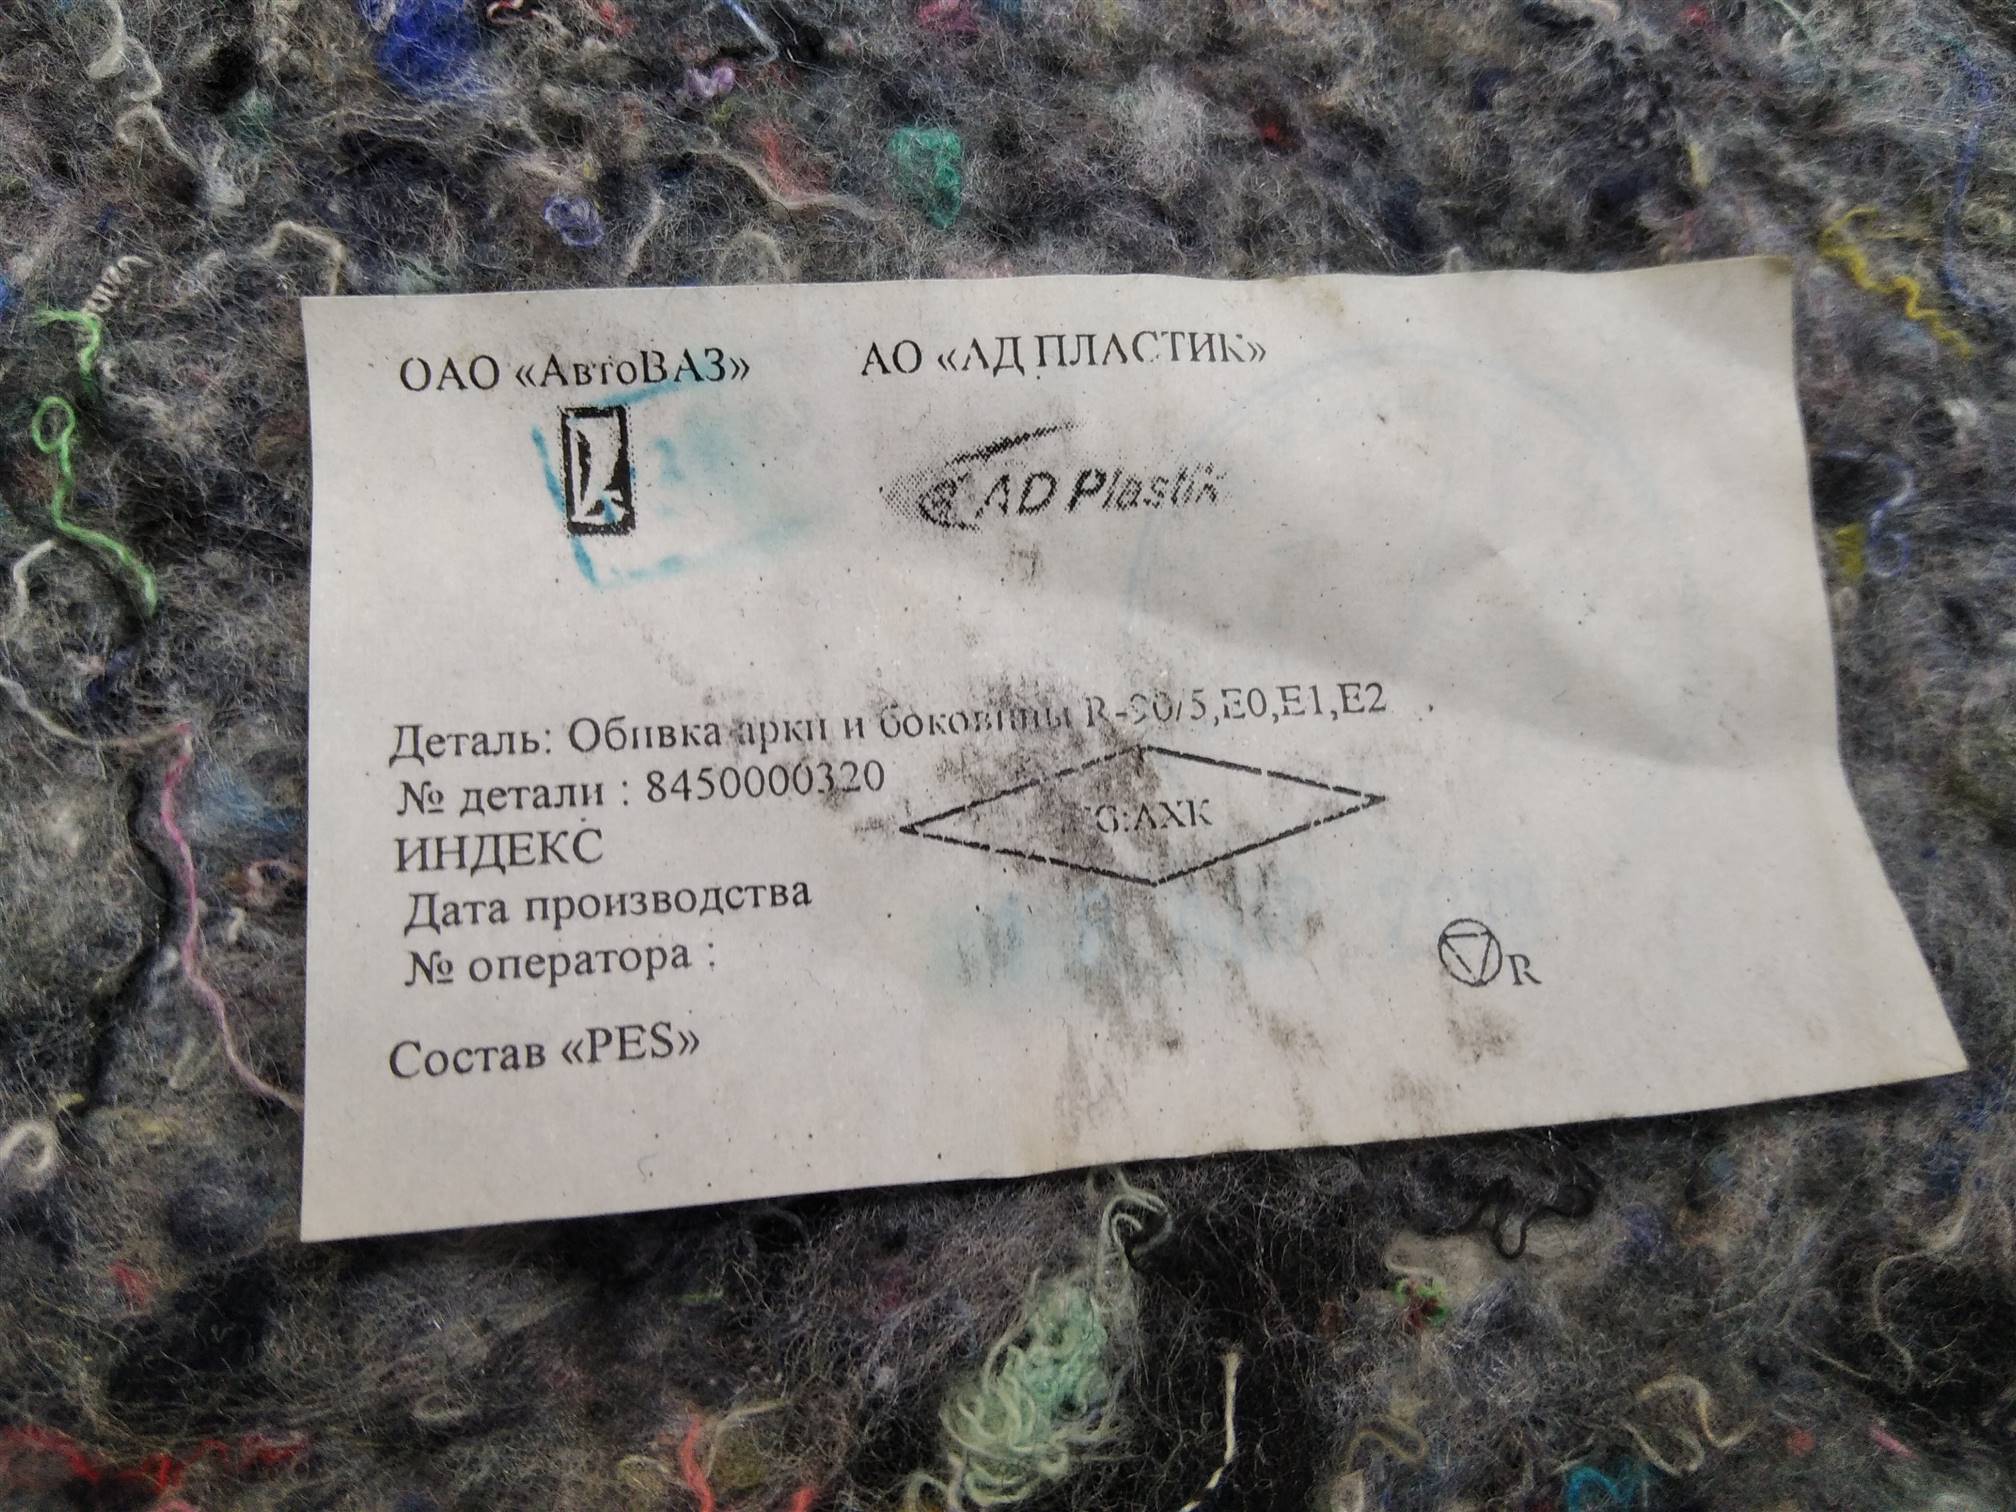 ОАО «АвтоВАЗ» АО «АД ПЛАСТИК»
AD Plastik
Деталь: Обивка арки и боковины R-90/5,E0,E1,E2
№ детали : 8450000320
G:AXK
ИНДЕКС
Дата производства
№ оператора :
R
Состав «PES»